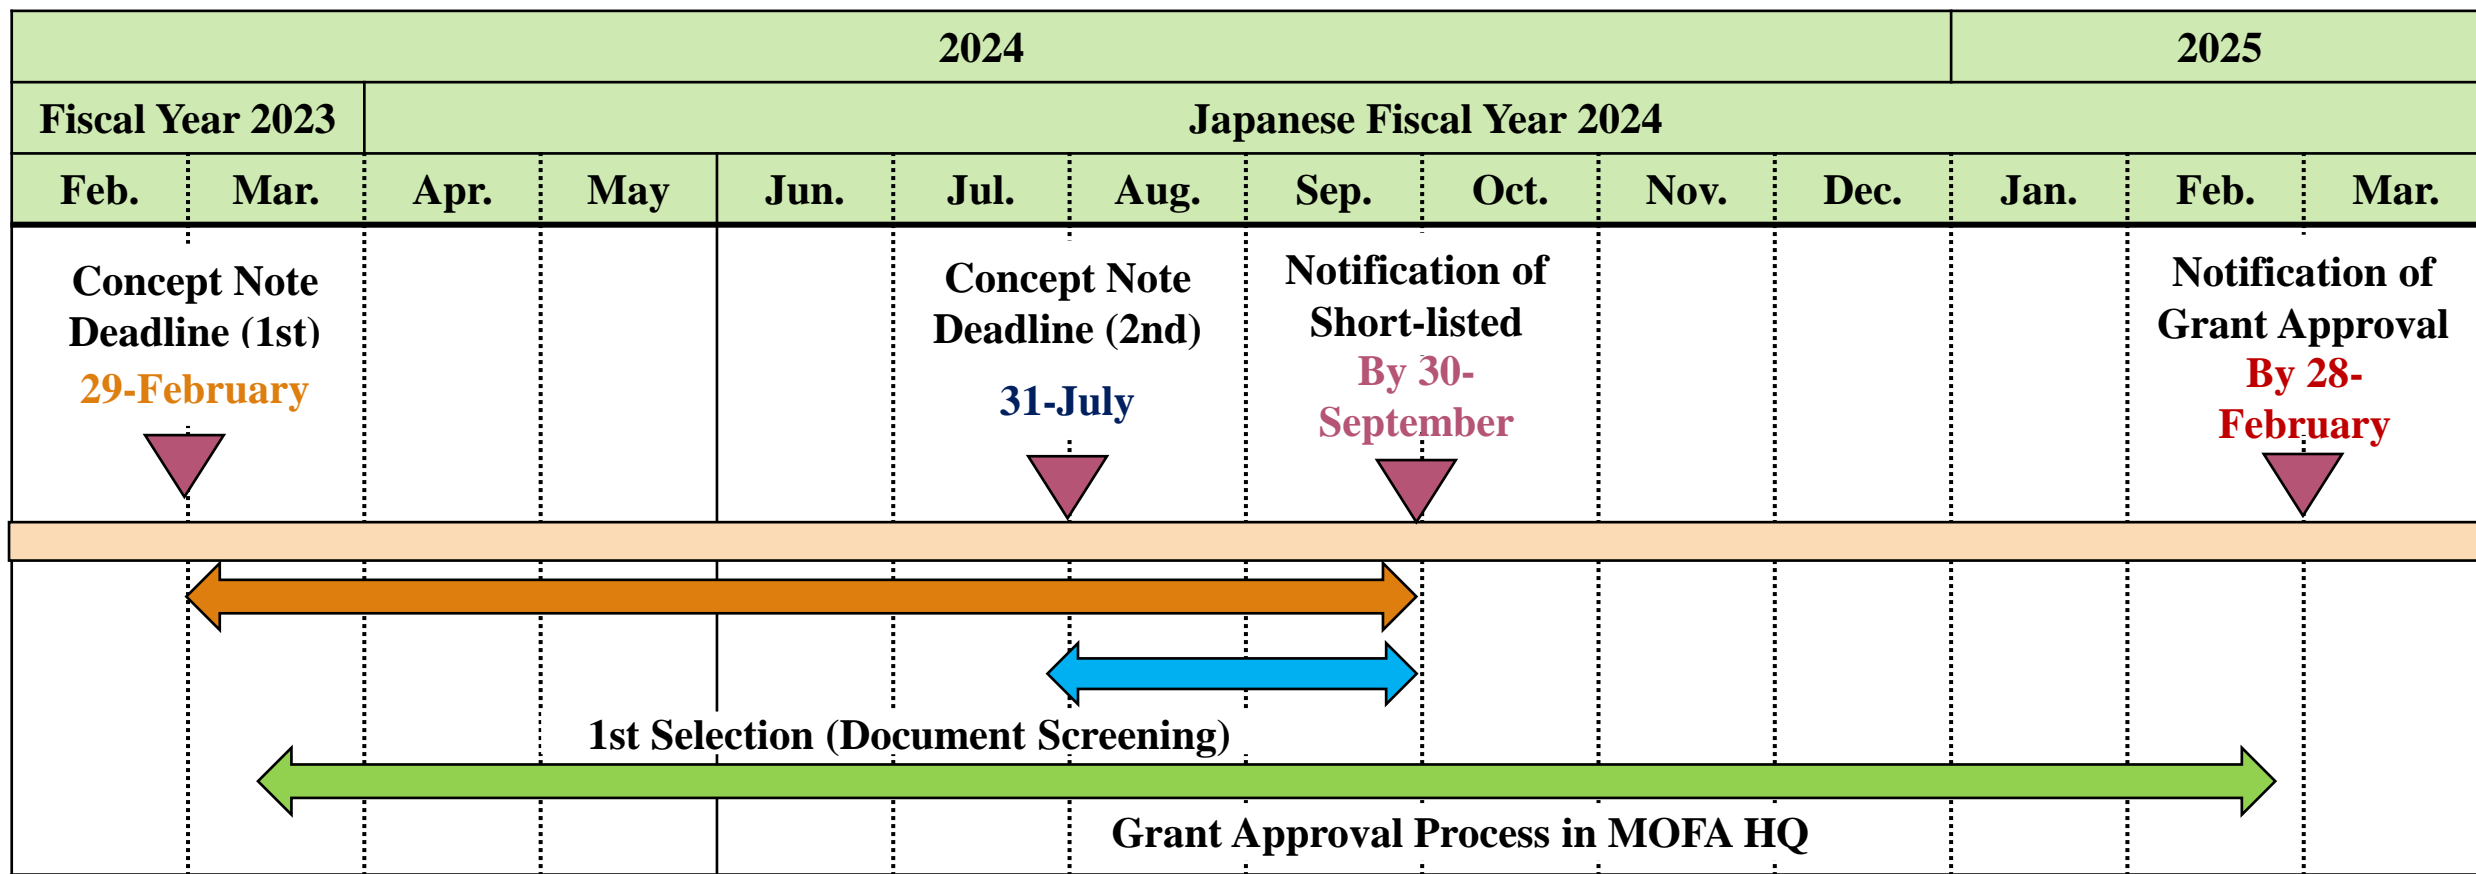 2024
2025
Fiscal Year 2023
Japanese Fiscal Year 2024
Feb.
Mar.
Apr.
May
Jun.
Jul.
Aug.
Sep.
Oct.
Nov.
Dec.
Jan.
Feb.
Mar.
Concept Note
Deadline (1st)
29-February
Concept Note
Deadline (2nd)
31-July
Notification of
Short-listed
By 30-
September
Notification of
Grant Approval
By 28-
February
1st Selection (Document Screening)
Grant Approval Process in MOFA HQ